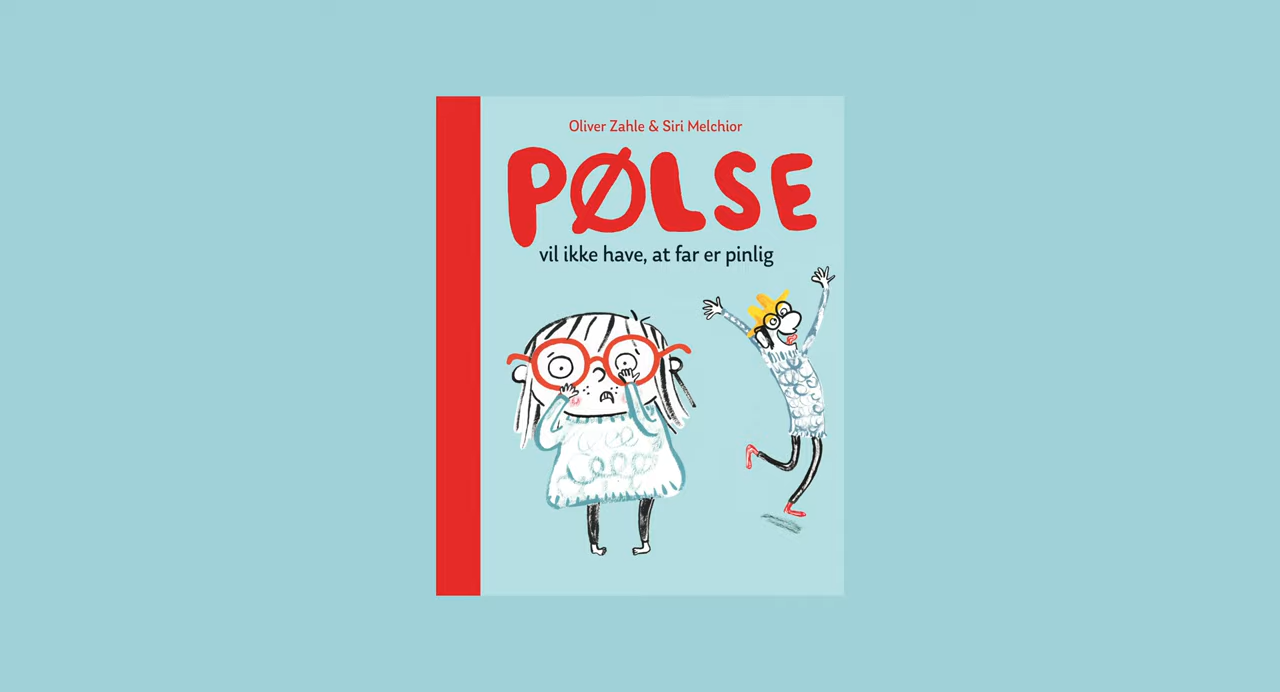 Oliver Zahle & Siri Melchior
PØLSE
vil ikke have, at far er pinlig